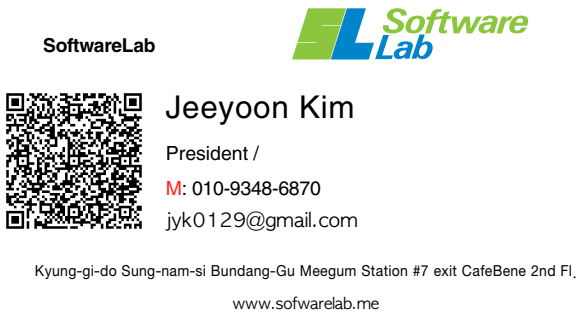 SoftwareLab
Software
Lab
Jeeyoon Kim
President /
M: 010-9348-6870
jyk0129@gmail.com
Kyung-gi-do Sung-nam-si Bundang-Gu Meegum Station #7 exit CafeBene 2nd Fl.
www.sofwarelab.me